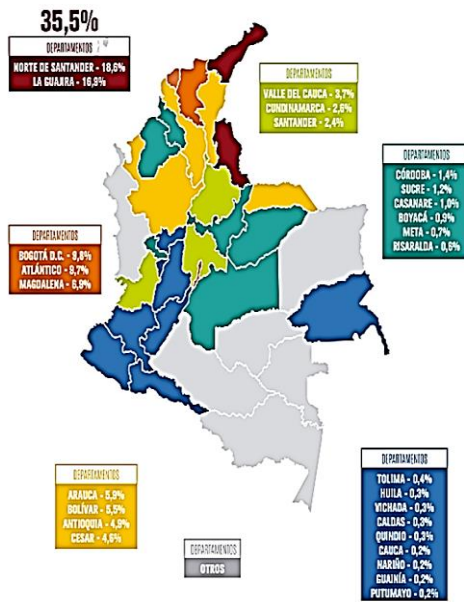 35,5%
DEPARTAMENTOS
NORTE DE SANTANDER - 18,6%
LA GUAJIRA - 16,9%
DEPARTAMENTOS
VALLE DEL CAUCA - 3,7%
CUNDINAMARCA - 2,6%
SANTANDER - 2,4%
DEPARTAMENTOS
CÓRDOBA - 1,4%
SUCRE - 1,2%
CASANARE - 1,0%
BOYACÁ - 0,9%
META - 0,7%
RISARALDA - 0,6%
DEPARTAMENTOS
BOGOTÁ D.C. - 9,8%
ATLÁNTICO - 9,7%
MAGDALENA - 6,9%
DEPARTAMENTOS
ARAUCA - 5,9%
BOLÍVAR - 5,5%
ANTIOQUIA - 4,9%
CESAR - 4,6%
DEPARTAMENTOS
OTROS
DEPARTAMENTOS
TOLIMA - 0,4%
HUILA - 0,3%
VICHADA - 0,3%
CALDAS - 0,3%
QUINDIO - 0,3%
CAUCA - 0,2%
NARIÑO - 0,2%
GUAINÍA - 0,2%
PUTUMAYO - 0,2%